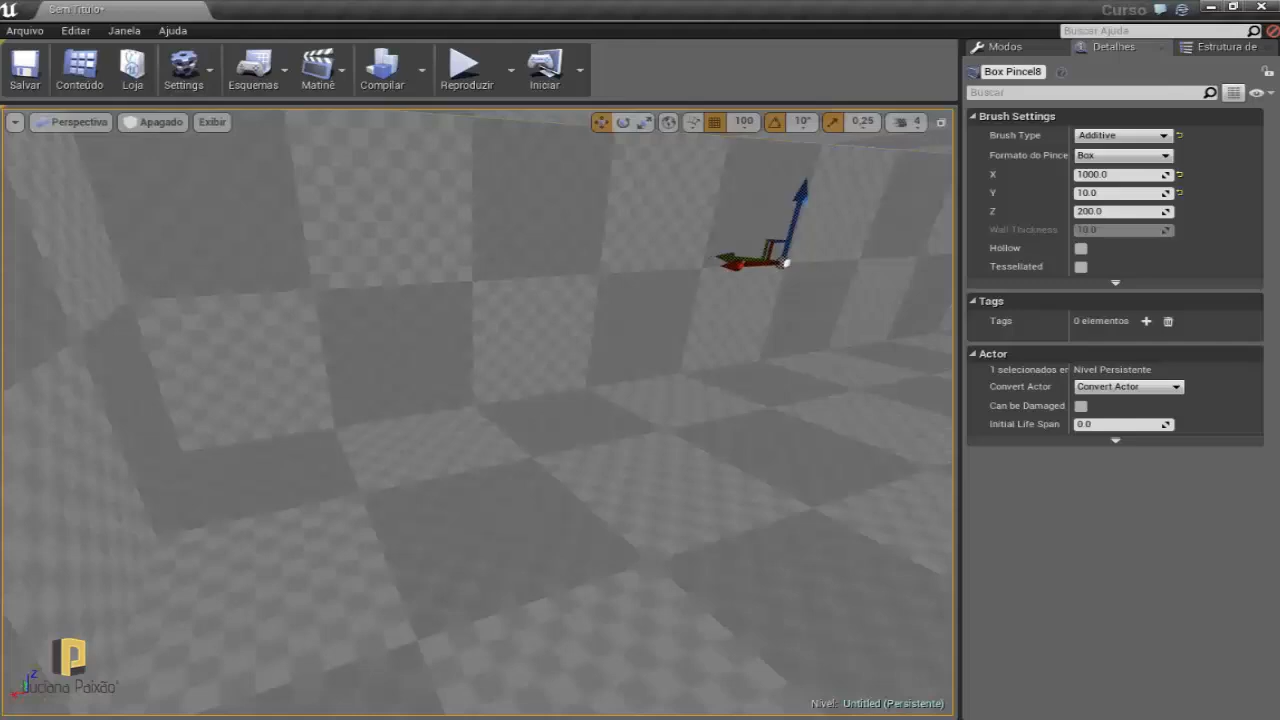 Sem Título*
Curso
Arquivo Editar Janela Ajuda
Buscar Ajuda
Salvar Conteúdo Loja Settings Esquemas Matinê Compilar Reproduzir Iniciar
Modos Detalhes Estrutura de
Box Pincel8
Buscar
Perspectiva Apagado Exibir 100 10° 0,25 4
Brush Settings
Brush Type Additive
Formato do Pince Box
X 1000.0
Y 10.0
Z 200.0
Wall Thickness 10.0
Hollow
Tessellated
Tags
Tags 0 elementos
Actor
1 selecionados er Nível Persistente
Convert Actor Convert Actor
Can be Damaged
Initial Life Span 0.0
Z
Luciana Paixão
Nível: Untitled (Persistente)